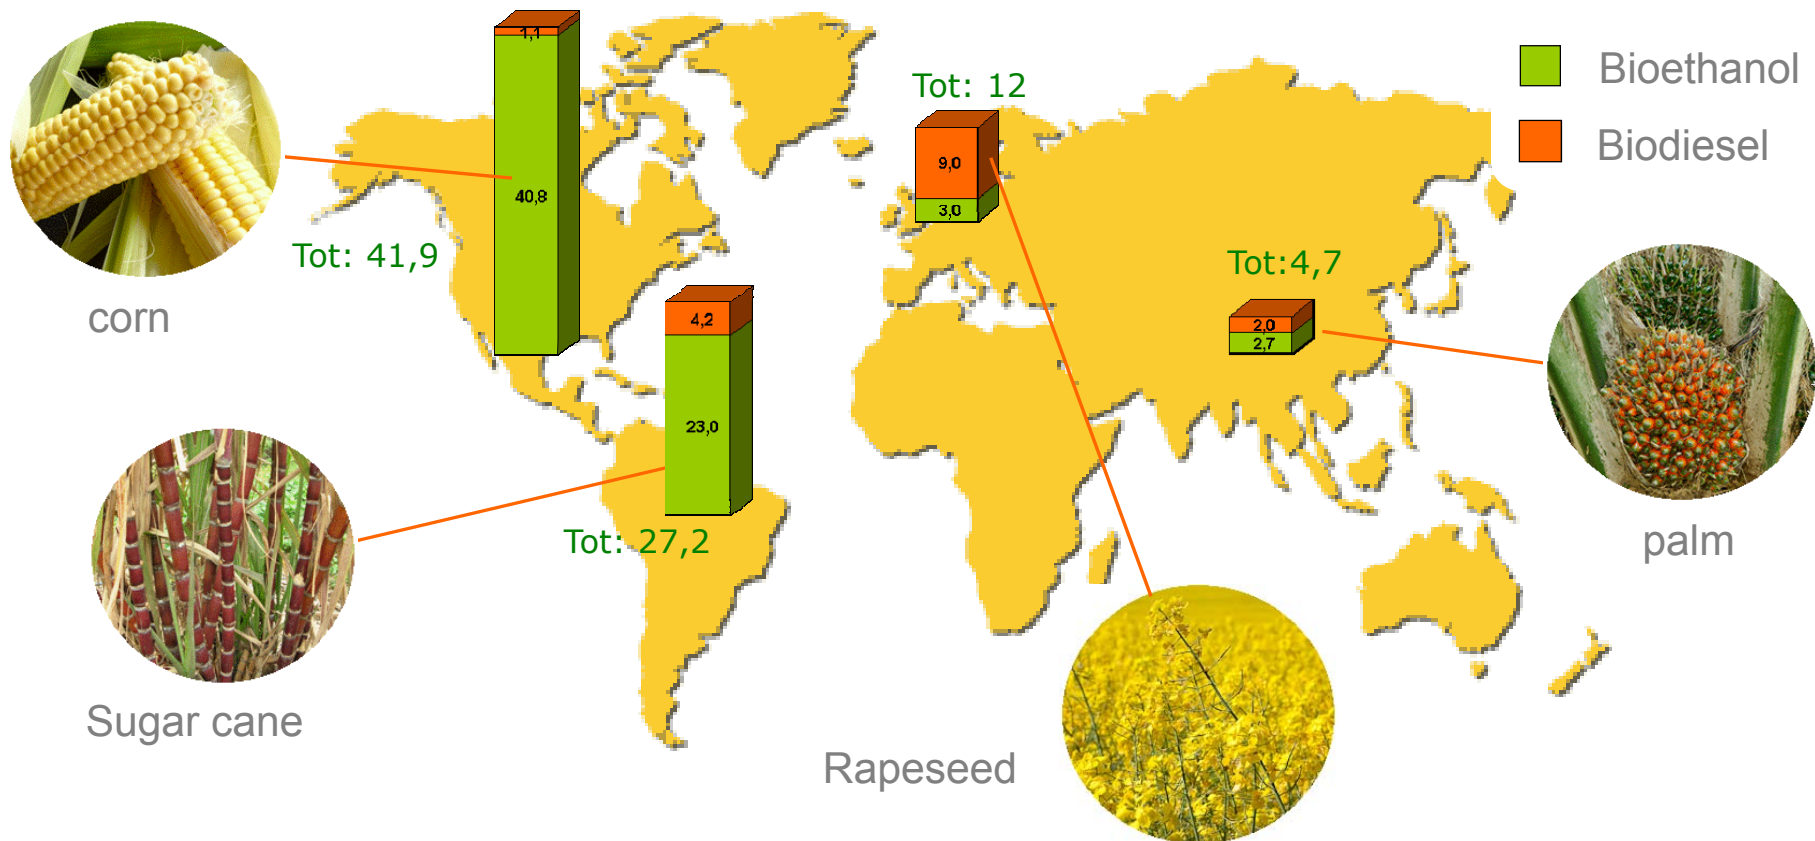 1,1
40,8
Tot: 41,9
corn
4,2
23,0
Tot: 27,2
Sugar cane
Tot: 12
9,0
3,0
Rapeseed
Tot:4,7
2,0
2,7
palm
Bioethanol
Biodiesel